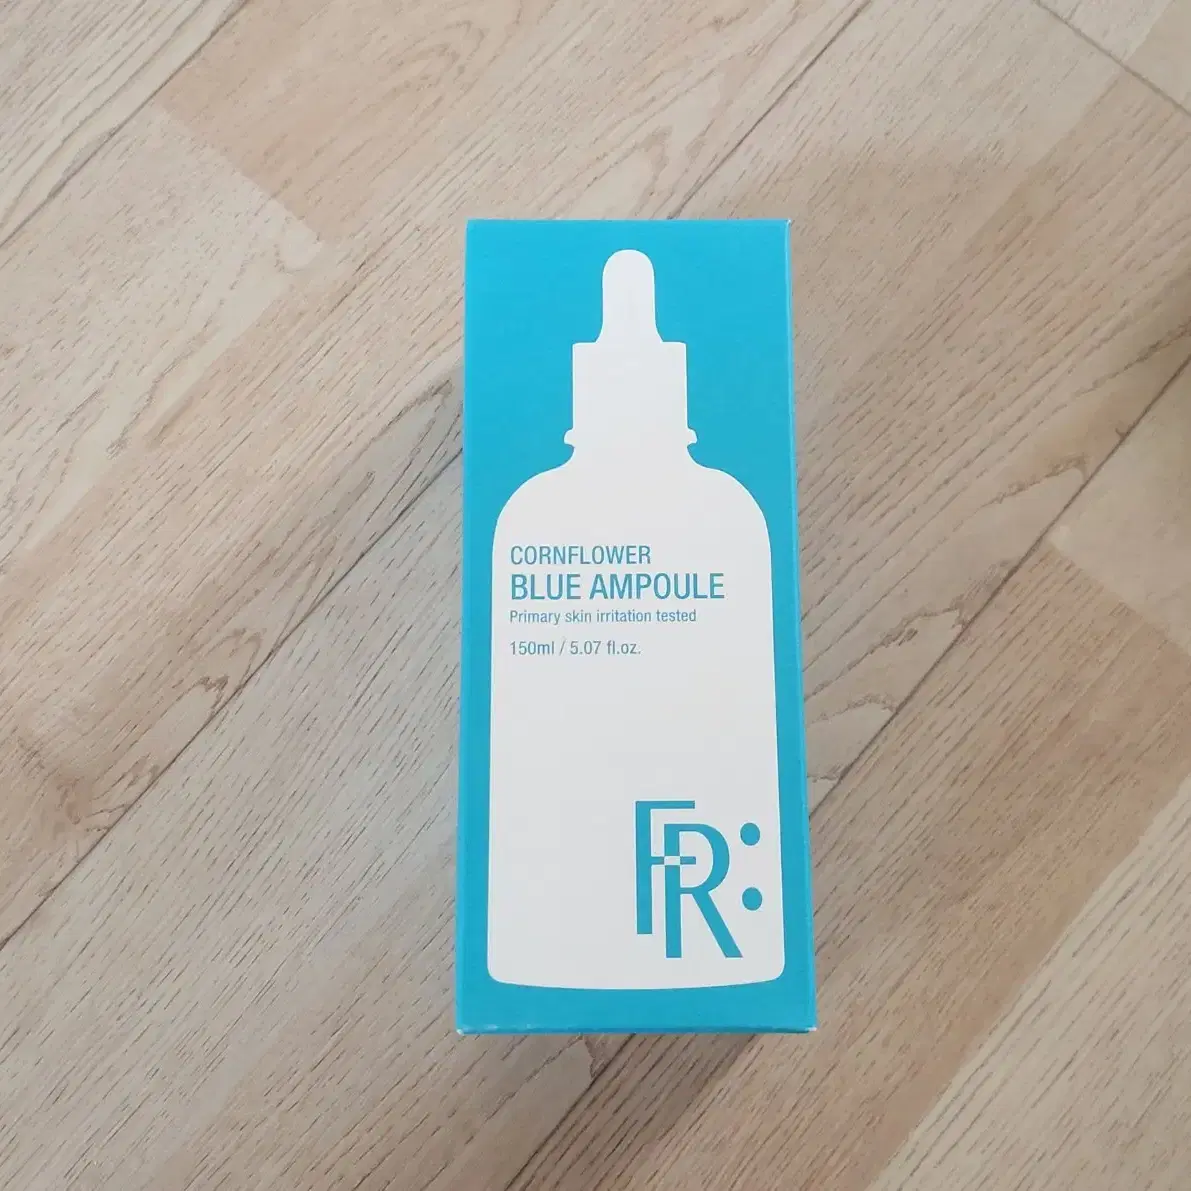 CORNFLOWER
BLUE AMPOULE
Primary skin irritation tested
150ml / 5.07 fl.oz.
FR: